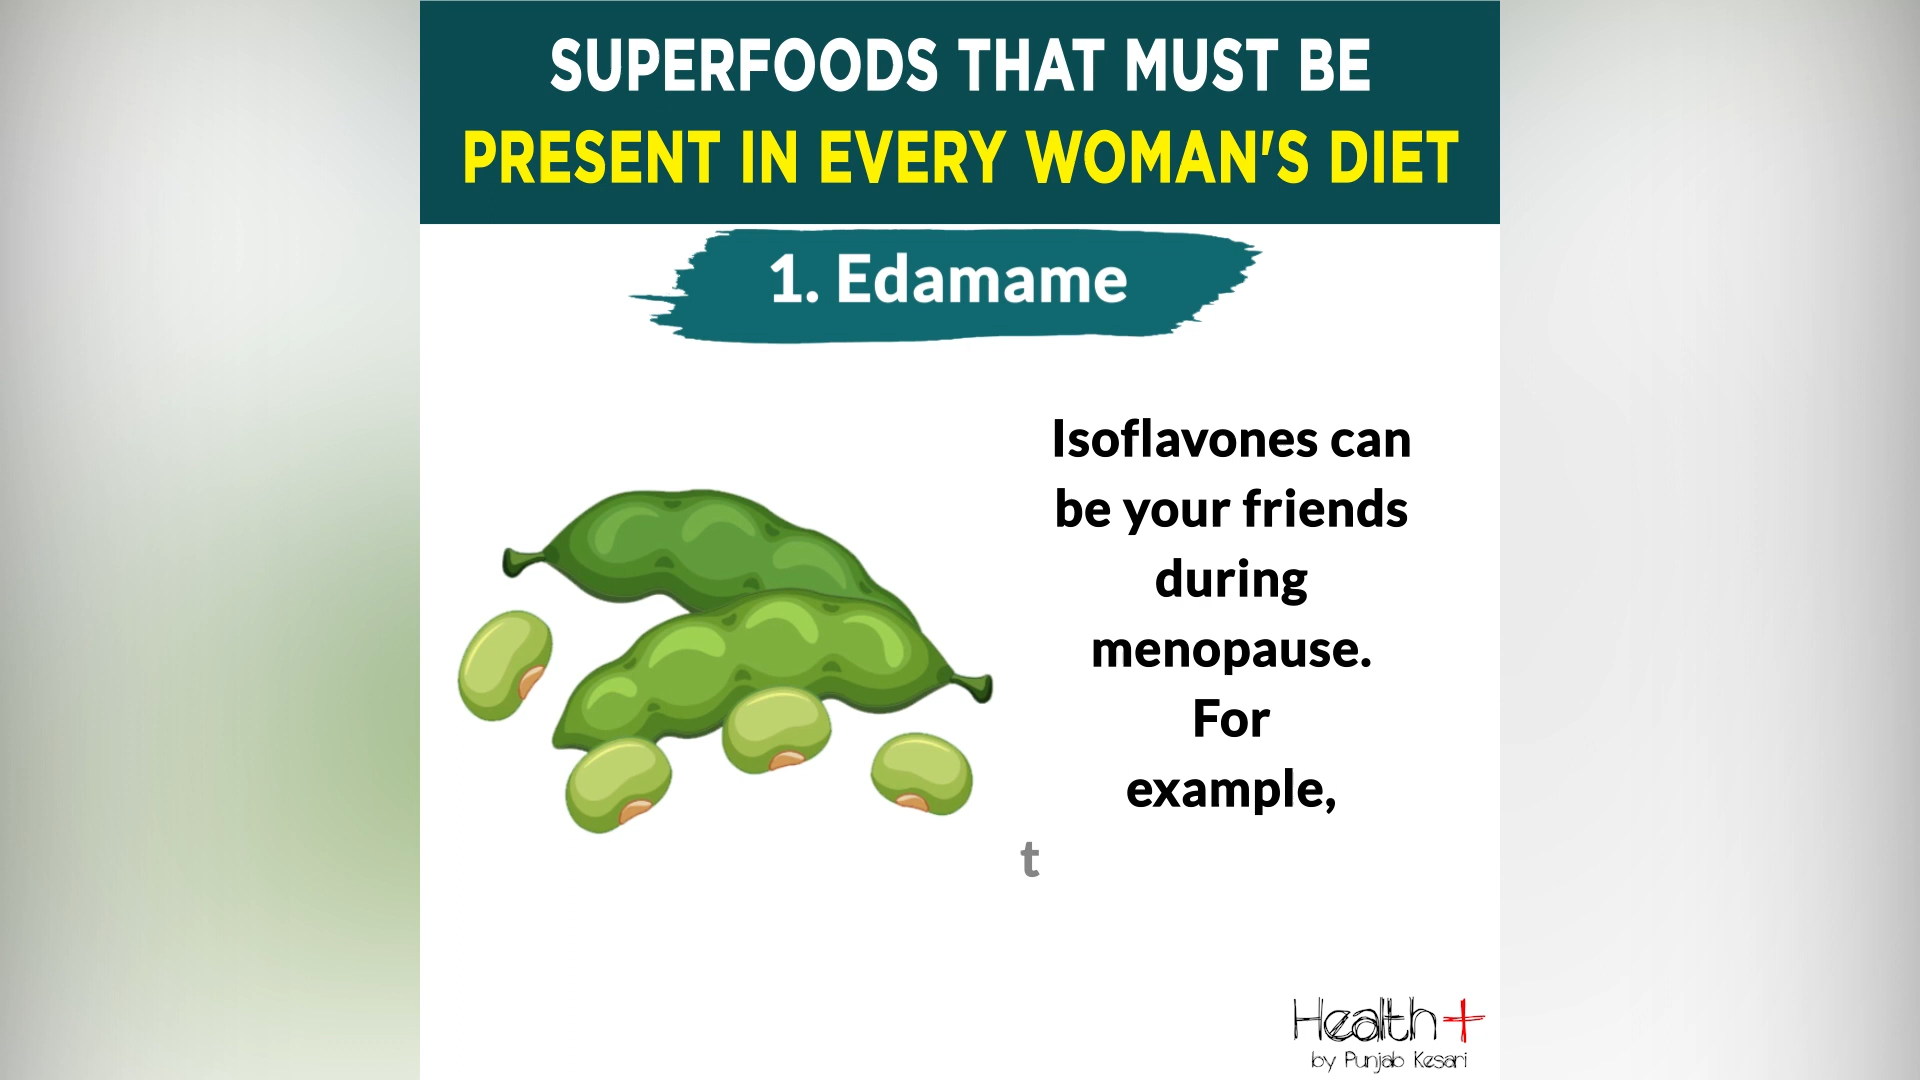 SUPERFOODS THAT MUST BE
PRESENT IN EVERY WOMAN'S DIET
1. Edamame
Isoflavones can
be your friends
during
menopause.
For
example,
t
Health+
by Punjab Kesari